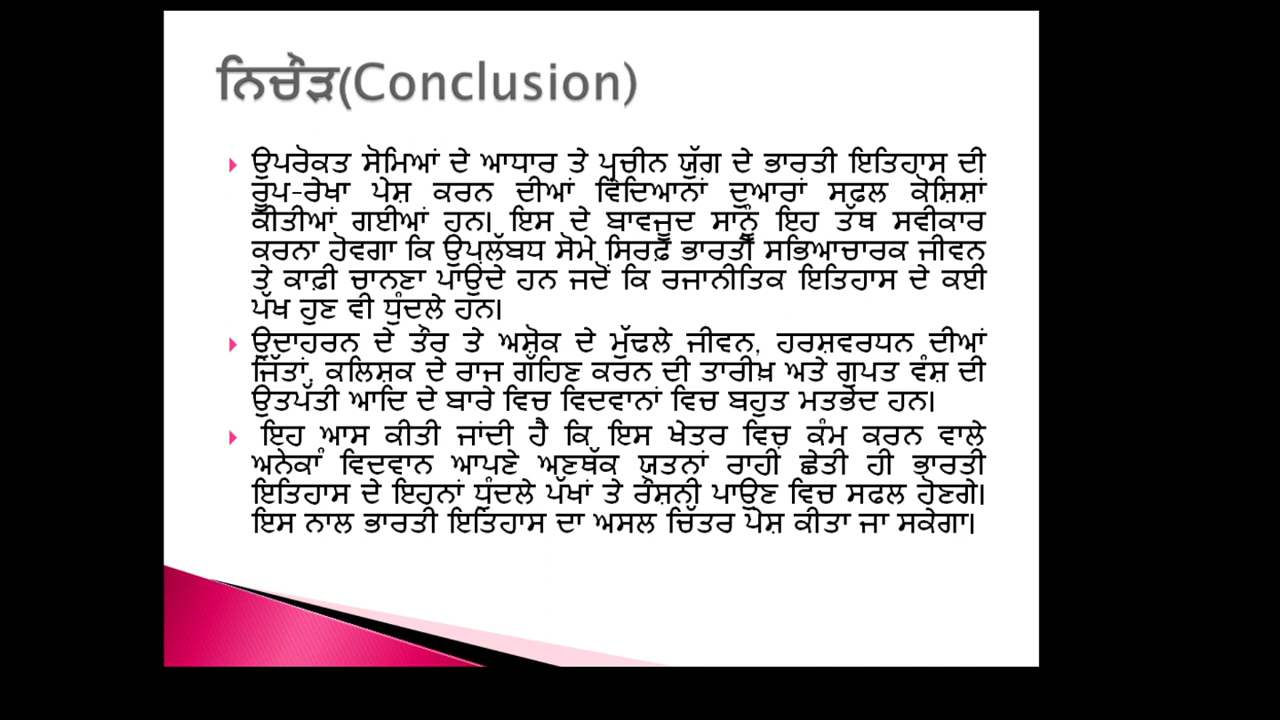 ਨਿਚੌੜ(Conclusion)
ਉਪਰੋਕਤ ਸੋਮਿਆਂ ਦੇ ਆਧਾਰ ਤੇ ਪ੍ਰਚੀਨ ਯੁੱਗ ਦੇ ਭਾਰਤੀ ਇਤਿਹਾਸ ਦੀ
ਰੂਪ-ਰੇਖਾ ਪੇਸ਼ ਕਰਨ ਦੀਆਂ ਵਿਦਿਆਨਾਂ ਦੁਆਰਾਂ ਸਫ਼ਲ ਕੋਸ਼ਿਸ਼ਾਂ
ਕੀਤੀਆਂ ਗਈਆਂ ਹਨ। ਇਸ ਦੇ ਬਾਵਜੂਦ ਸਾਨੂੰ ਇਹ ਤੱਥ ਸਵੀਕਾਰ
ਕਰਨਾ ਹੋਵਗਾ ਕਿ ਉਪਲੱਬਧ ਸੋਮੇ ਸਿਰਫ਼ ਭਾਰਤੀ ਸਭਿਆਚਾਰਕ ਜੀਵਨ
ਤੇ ਕਾਫ਼ੀ ਚਾਨਣਾ ਪਾਉਂਦੇ ਹਨ ਜਦੋਂ ਕਿ ਰਜਾਨੀਤਿਕ ਇਤਿਹਾਸ ਦੇ ਕਈ
ਪੱਖ ਹੁਣ ਵੀ ਧੁੰਦਲੇ ਹਨ।
ਉਦਾਹਰਨ ਦੇ ਤੌਰ ਤੇ ਅਸ਼ੋਕ ਦੇ ਮੁੱਢਲੇ ਜੀਵਨ, ਹਰਸ਼ਵਰਧਨ ਦੀਆਂ
ਜਿੱਤਾਂ, ਕਲਿਸ਼ਕ ਦੇ ਰਾਜ ਗੱਹਿਣ ਕਰਨ ਦੀ ਤਾਰੀਖ਼ ਅਤੇ ਗੁਪਤ ਵੰਸ਼ ਦੀ
ਉਤਪੱਤੀ ਆਦਿ ਦੇ ਬਾਰੇ ਵਿਚ ਵਿਦਵਾਨਾਂ ਵਿਚ ਬਹੁਤ ਮਤਭੇਦ ਹਨ।
ਇਹ ਆਸ ਕੀਤੀ ਜਾਂਦੀ ਹੈ ਕਿ ਇਸ ਖੇਤਰ ਵਿਚ ਕੰਮ ਕਰਨ ਵਾਲੇ
ਅਨੇਕਾਂ ਵਿਦਵਾਨ ਆਪਣੇ ਅਣਥੱਕ ਯਤਨਾਂ ਰਾਹੀਂ ਛੇਤੀ ਹੀ ਭਾਰਤੀ
ਇਤਿਹਾਸ ਦੇ ਇਹਨਾਂ ਧੁੰਦਲੇ ਪੱਖਾਂ ਤੇ ਰੌਸ਼ਨੀ ਪਾਉਣ ਵਿਚ ਸਫਲ ਹੋਣਗੇ।
ਇਸ ਨਾਲ ਭਾਰਤੀ ਇਤਿਹਾਸ ਦਾ ਅਸਲ ਚਿੱਤਰ ਪੇਸ਼ ਕੀਤਾ ਜਾ ਸਕੇਗਾ।